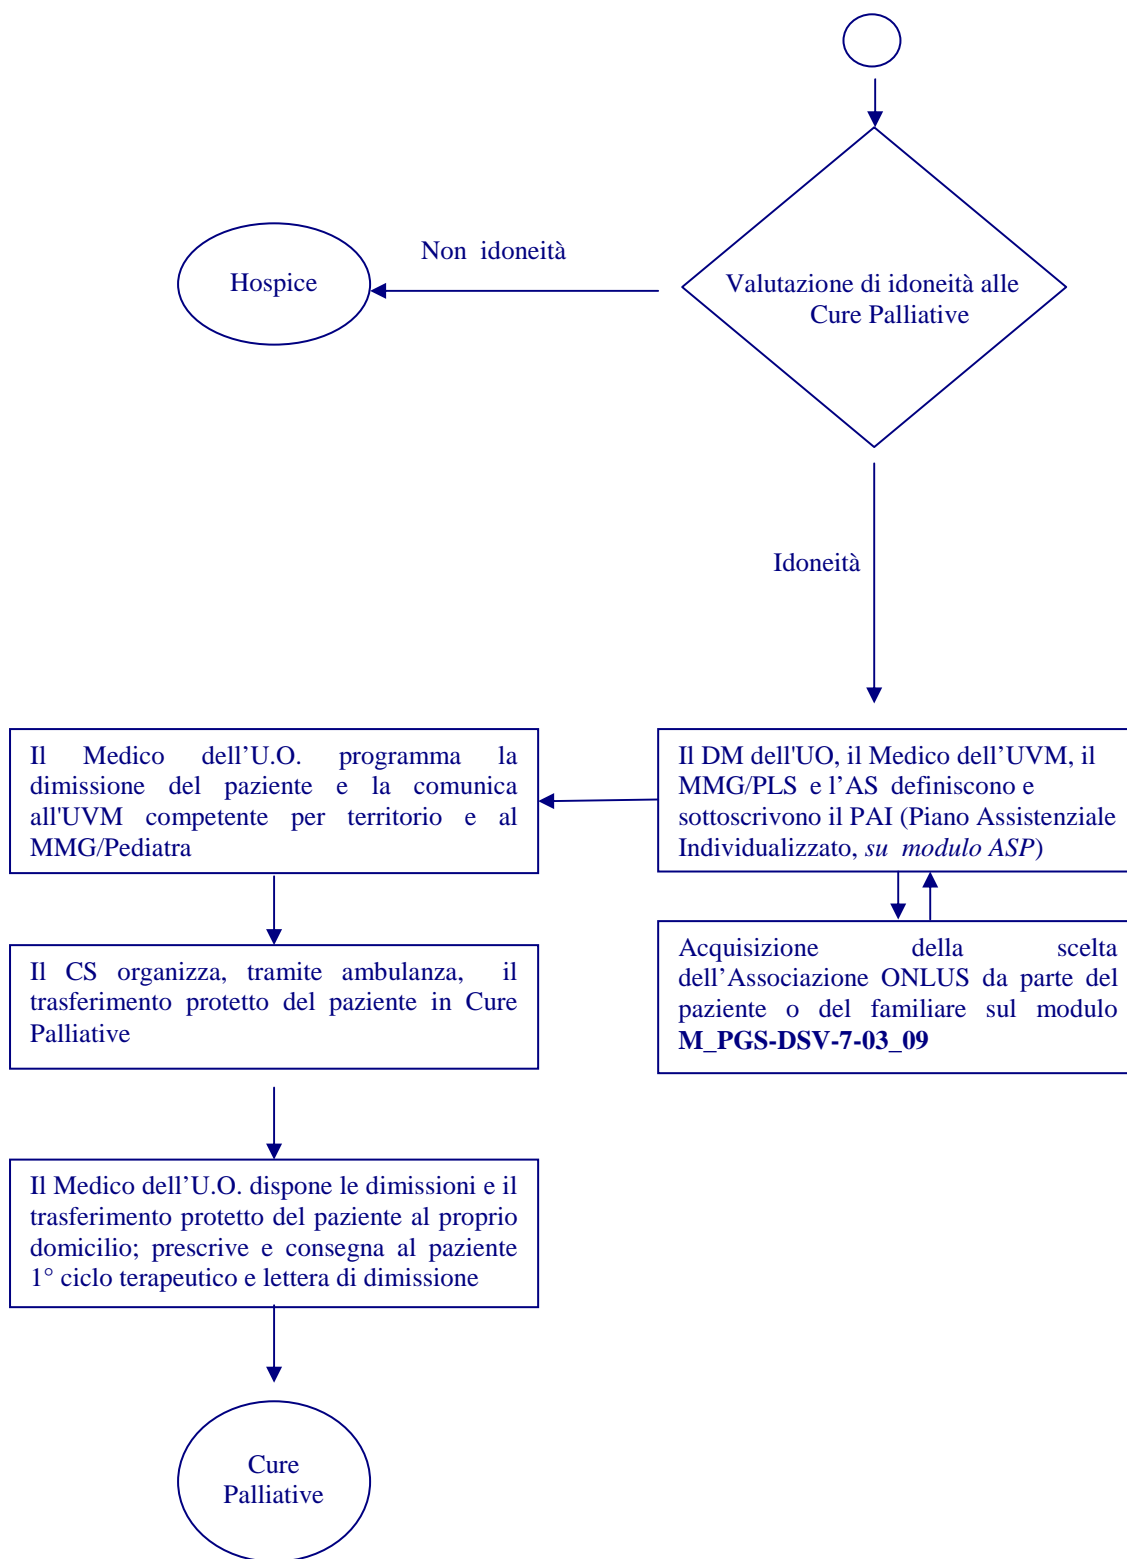 Non idoneità
Hospice
Valutazione di idoneità alle
Cure Palliative
Idoneità
Il DM dell'UO, il Medico dell’UVM, il
MMG/PLS e l’AS definiscono e
sottoscrivono il PAI (Piano Assistenziale
Individualizzato, su modulo ASP)
Acquisizione della scelta
dell’Associazione ONLUS da parte del
paziente o del familiare sul modulo
M_PGS-DSV-7-03_09
Il Medico dell’U.O. programma la
dimissione del paziente e la comunica
all'UVM competente per territorio e al
MMG/Pediatra
Il CS organizza, tramite ambulanza, il
trasferimento protetto del paziente in Cure
Palliative
Il Medico dell’U.O. dispone le dimissioni e il
trasferimento protetto del paziente al proprio
domicilio; prescrive e consegna al paziente
1° ciclo terapeutico e lettera di dimissione
Cure
Palliative